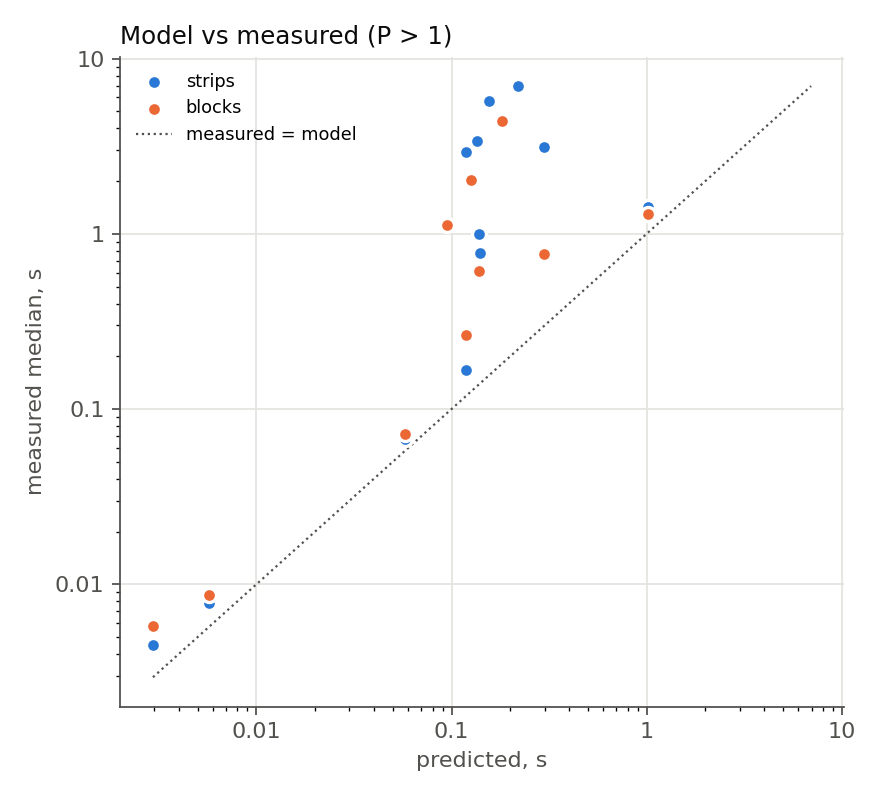 Model vs measured (P > 1)
strips
blocks
measured = model
10
1
0.1
0.01
measured median, s
0.01
0.1
1
10
predicted, s